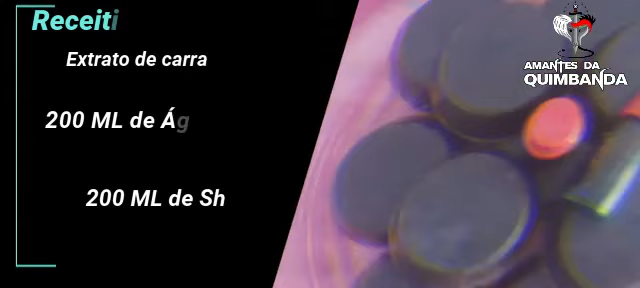 Receiti
Extrato de carra
200 ML de Ág
200 ML de Sh
AMANTES DA
QUIMBANDA